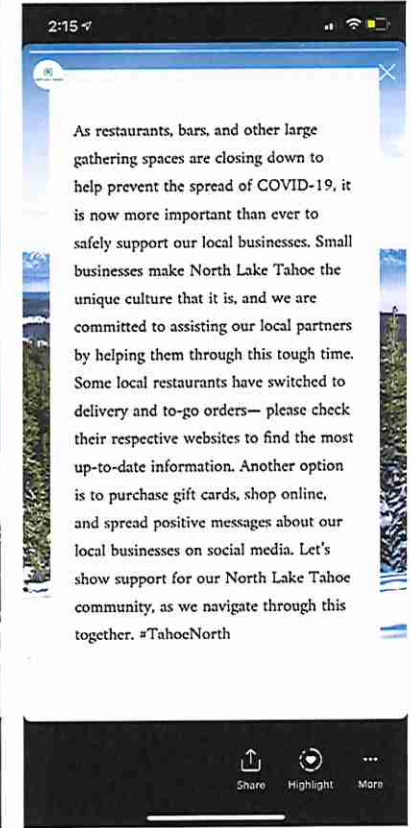 2:15
As restaurants, bars, and other large
gathering spaces are closing down to
help prevent the spread of COVID-19, it
is now more important than ever to
safely support our local businesses. Small
businesses make North Lake Tahoe the
unique culture that it is, and we are
committed to assisting our local partners
by helping them through this tough time.
Some local restaurants have switched to
delivery and to-go orders— please check
their respective websites to find the most
up-to-date information. Another option
is to purchase gift cards, shop online,
and spread positive messages about our
local businesses on social media. Let's
show support for our North Lake Tahoe
community, as we navigate through this
together. #TahoeNorth
Share Highlight More